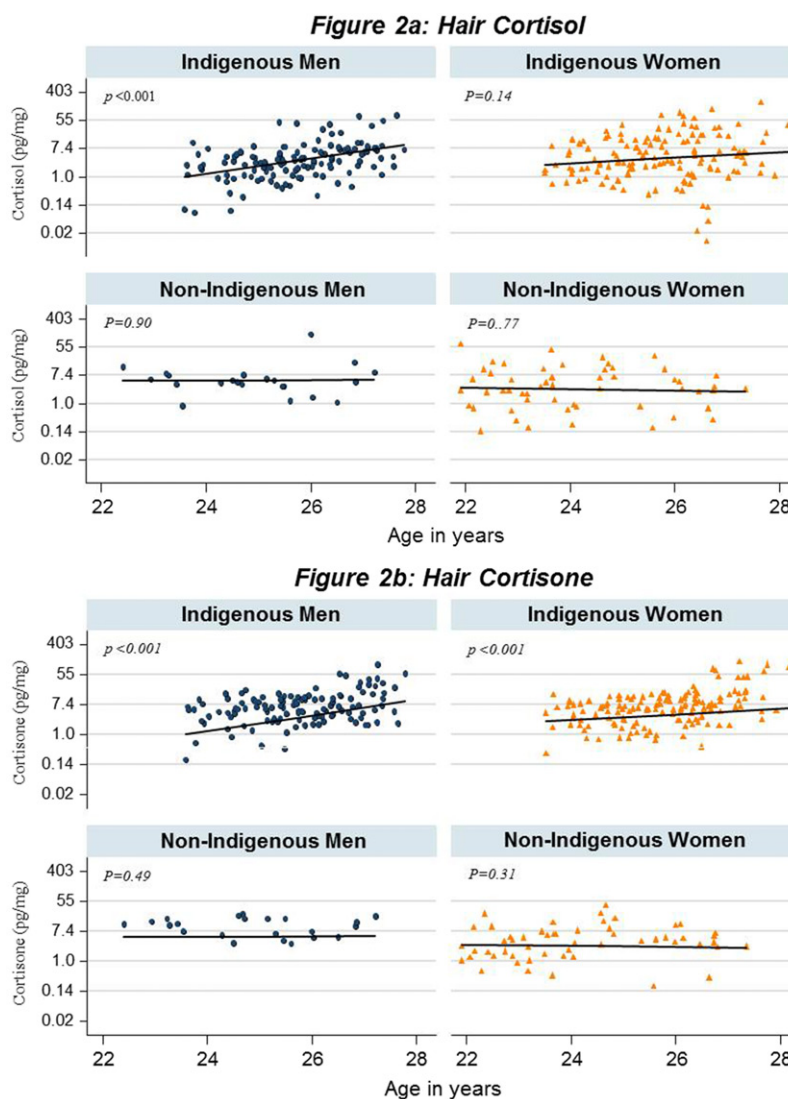 Figure 2a: Hair Cortisol
Indigenous Men
Indigenous Women
Cortisol (pg/mg)
403
55
7.4
1.0
0.14
0.02
p <0.001
P=0.14
Non-Indigenous Men
Non-Indigenous Women
Cortisol (pg/mg)
403
55
7.4
1.0
0.14
0.02
P=0.90
P=0..77
22 24 26 28
22 24 26 28
Age in years
Figure 2b: Hair Cortisone
Indigenous Men
Indigenous Women
Cortisone (pg/mg)
403
55
7.4
1.0
0.14
0.02
p <0.001
p <0.001
Non-Indigenous Men
Non-Indigenous Women
Cortisone (pg/mg)
403
55
7.4
1.0
0.14
0.02
P=0.49
P=0.31
22 24 26 28
22 24 26 28
Age in years